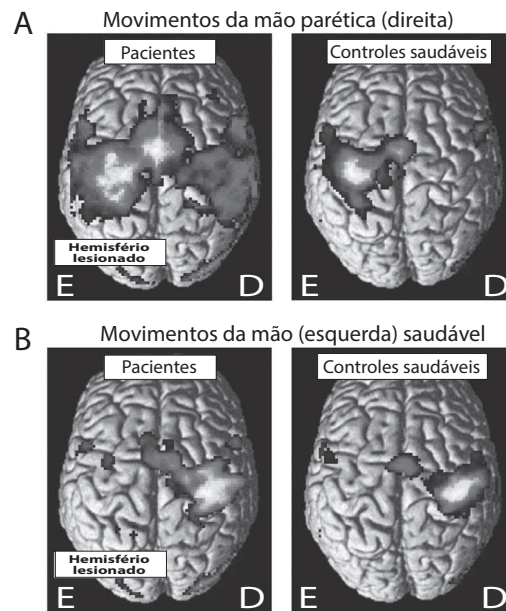 A
Movimentos da mão parética (direita)
Pacientes
Controles saudáveis
Hemisfério
lesionado
E
D
E
D
B
Movimentos da mão (esquerda) saudável
Pacientes
Controles saudáveis
Hemisfério
lesionado
E
D
E
D